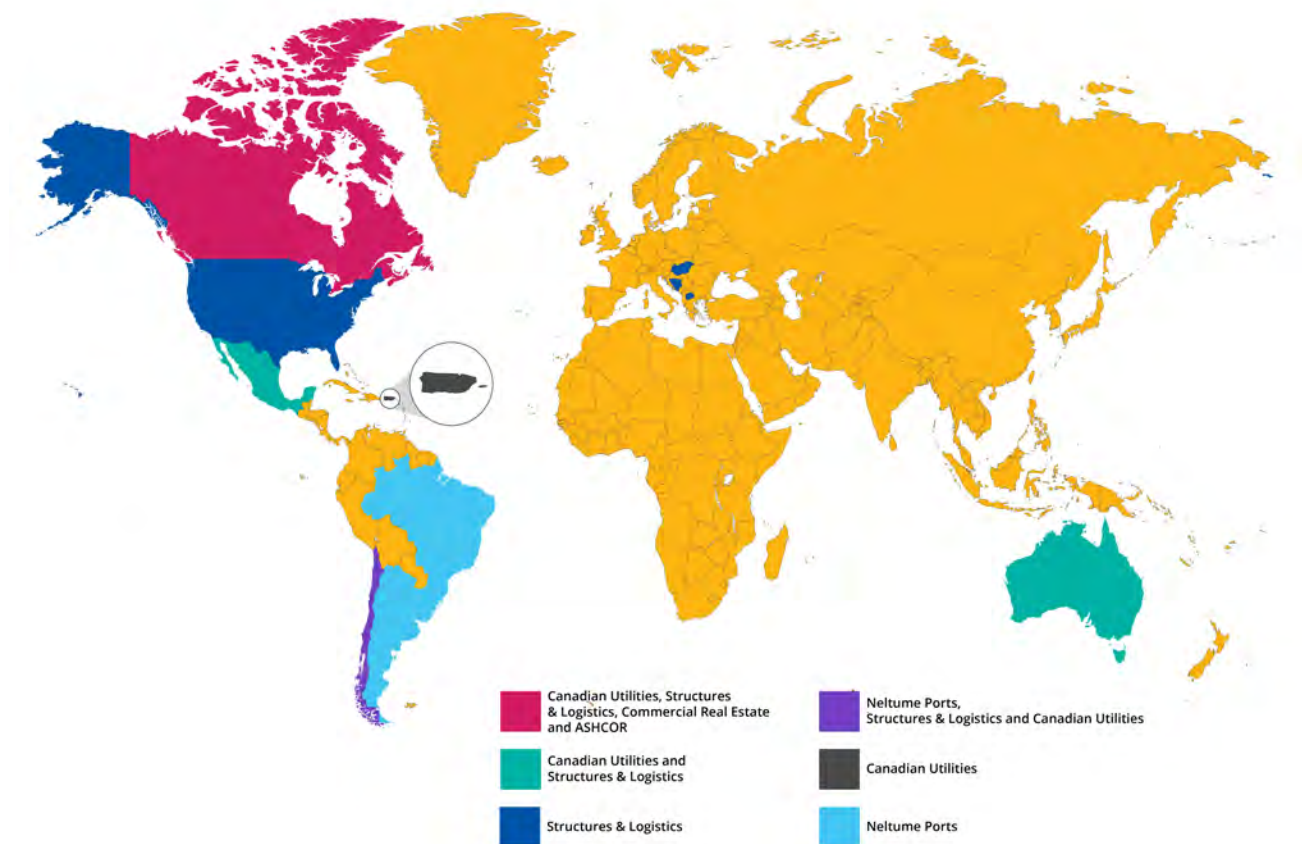 Canadian Utilities, Structures
& Logistics, Commercial Real Estate
and ASHCOR
Canadian Utilities and
Structures & Logistics
Structures & Logistics
Neltume Ports,
Structures & Logistics and Canadian Utilities
Canadian Utilities
Neltume Ports